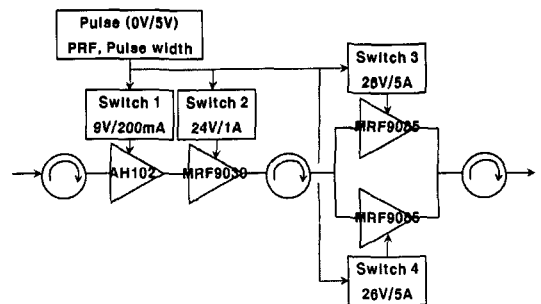 Pulse (0V/5V)
PRF, Pulse width
Switch 1
9V/200mA
Switch 2
24V/1A
Switch 3
26V/5A
AH102
MRF9030
MRF9085
MRF9085
Switch 4
26V/5A